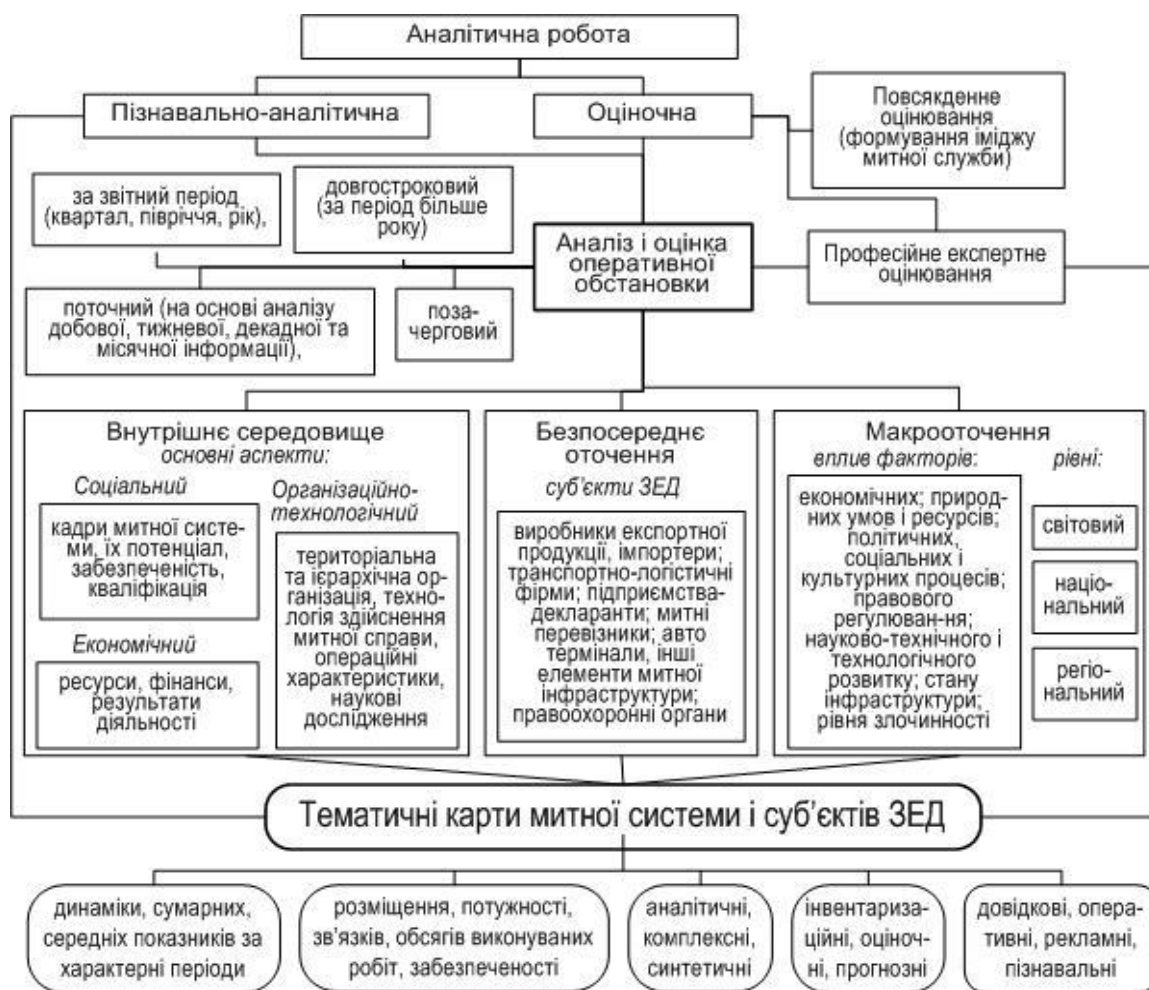 Аналітична робота
Пізнавально-аналітична
Оціночна
Повсякденне
оцінювання
(формування іміджу
митної служби)
за звітний період
(квартал, півріччя, рік),
довгостроковий
(за період більше
року)
Аналіз і оцінка
оперативної
обстановки
Професійне експертне
оцінювання
поточний (на основі аналізу
добової, тижневої, декадної та
місячної інформації),
поза-
черговий
Внутрішнє середовище
основні аспекти:
Соціальний
кадри митної систе-
ми, їх потенціал,
забезпеченість,
кваліфікація
Економічний
ресурси, фінанси,
результати
діяльності
Організаційно-
технологічний
територіальна
та ієрархічна ор-
ганізація, техно-
логія здійснення
митної справи,
операційні
характеристики,
наукові
дослідження
Безпосереднє
оточення
суб’єкти ЗЕД
виробники експортної
продукції, імпортери;
транспортно-логістичні
фірми; підприємства-
декларанти; митні
перевізники; авто
термінали, інші
елементи митної
інфраструктури;
правоохоронні органи
Макрооточення
вплив факторів:
економічних; природ-
них умов і ресурсів;
політичних,
соціальних і
культурних процесів;
правового
регулюван-ня;
науково-технічного і
технологічного
розвитку; стану
інфраструктури;
рівня злочинності
рівні:
світовий
націо-
нальний
регіо-
нальний
Тематичні карти митної системи і суб’єктів ЗЕД
динаміки, сумарних,
середніх показників за
характерні періоди
розміщення, потужності,
зв’язків, обсягів виконуваних
робіт, забезпеченості
аналітичні,
комплексні,
синтетичні
інвентариза-
ційні, оціноч-
ні, прогнозні
довідкові, опера-
тивні, рекламні,
пізнавальні